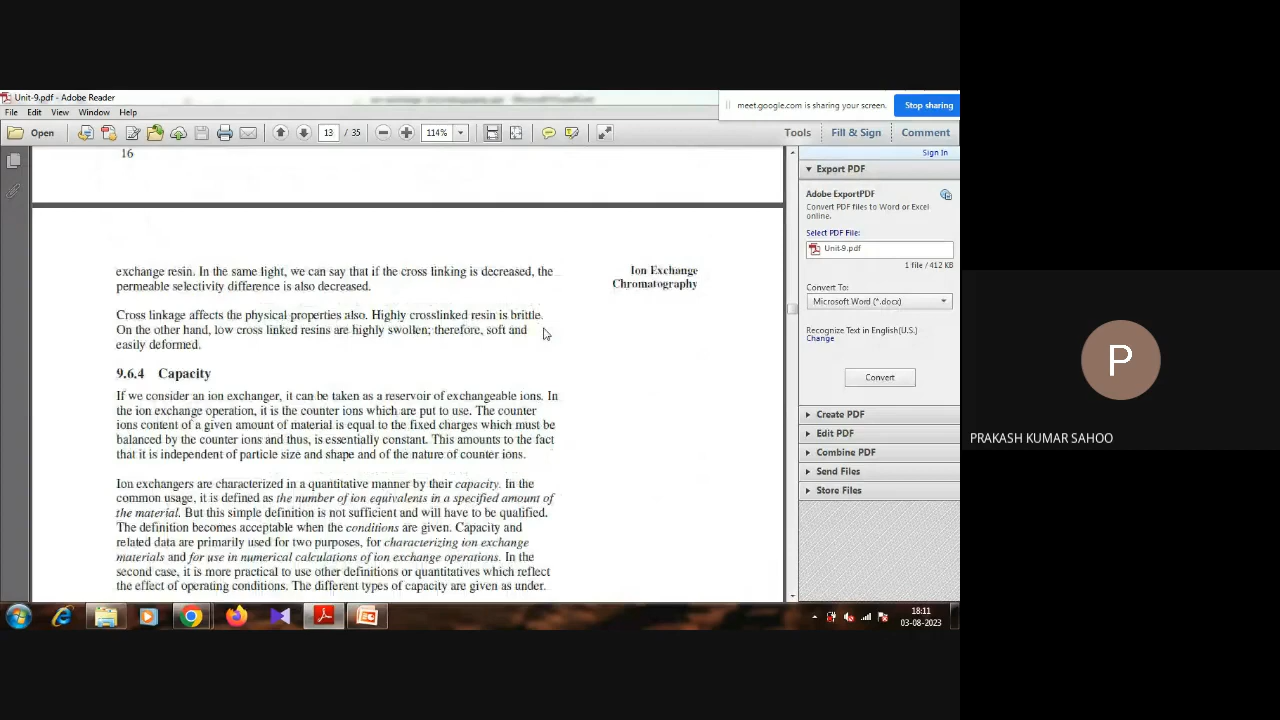 Unit-9.pdf - Adobe Reader
meet.google.com is sharing your screen.
Stop sharing
File Edit View Window Help
Open
13 / 35
114%
Tools Fill & Sign Comment
Sign In
16
exchange resin. In the same light, we can say that if the cross linking is decreased, the
permeable selectivity difference is also decreased.
Ion Exchange
Chromatography
Cross linkage affects the physical properties also. Highly crosslinked resin is brittle.
On the other hand, low cross linked resins are highly swollen; therefore, soft and
easily deformed.
9.6.4 Capacity
If we consider an ion exchanger, it can be taken as a reservoir of exchangeable ions. In
the ion exchange operation, it is the counter ions which are put to use. The counter
ions content of a given amount of material is equal to the fixed charges which must be
balanced by the counter ions and thus, is essentially constant. This amounts to the fact
that it is independent of particle size and shape and of the nature of counter ions.
Ion exchangers are characterized in a quantitative manner by their capacity. In the
common usage, it is defined as the number of ion equivalents in a specified amount of
the material. But this simple definition is not sufficient and will have to be qualified.
The definition becomes acceptable when the conditions are given. Capacity and
related data are primarily used for two purposes, for characterizing ion exchange
materials and for use in numerical calculations of ion exchange operations. In the
second case, it is more practical to use other definitions or quantitatives which reflect
the effect of operating conditions. The different types of capacity are given as under.
Export PDF
Adobe ExportPDF
Convert PDF files to Word or Excel
online.
Select PDF File:
Unit-9.pdf
1 file / 412 KB
Convert To:
Microsoft Word (*.docx)
Recognize Text in English(U.S.)
Change
Convert
Create PDF
Edit PDF
Combine PDF
Send Files
Store Files
P
PRAKASH KUMAR SAHOO
18:11
03-08-2023